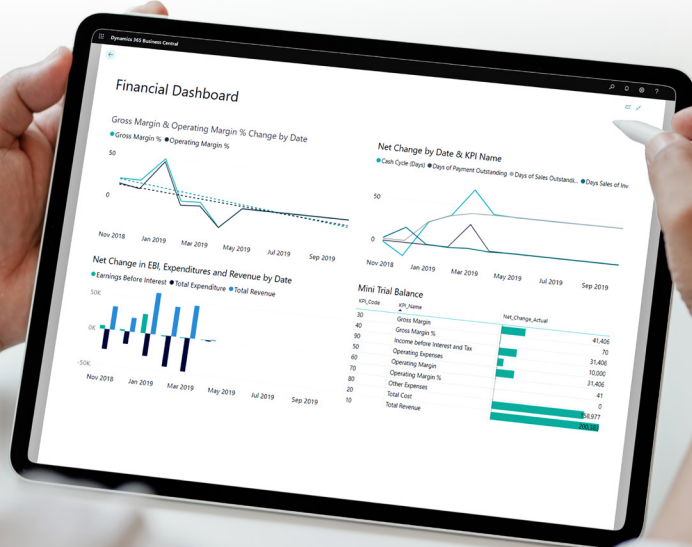 Dynamics 365 Business Central
Financial Dashboard
Gross Margin & Operating Margin % Change by Date
Gross Margin % Operating Margin %
50
0
Nov 2018 Jan 2019 Mar 2019 May 2019 Jul 2019 Sep 2019
Net Change by Date & KPI Name
Cash Cycle (Days) Days of Payment Outstanding Days of Sales Outstandi... Days Sales of Inv
50
0
Nov 2018 Jan 2019 Mar 2019 May 2019 Jul 2019 Sep 2019
Net Change in EBI, Expenditures and Revenue by Date
Earnings Before Interest Total Expenditure Total Revenue
50K
0K
-50K
Nov 2018 Jan 2019 Mar 2019 May 2019 Jul 2019 Sep 2019
Mini Trial Balance
KPI_Code KPI_Name Net_Change_Actual
30 Gross Margin 41,406
40 Gross Margin % 70
90 Income before Interest and Tax 31,406
50 Operating Expenses 10,000
60 Operating Margin 31,406
70 Operating Margin % 41
80 Other Expenses 0
20 Total Cost 158,977
10 Total Revenue 200,383